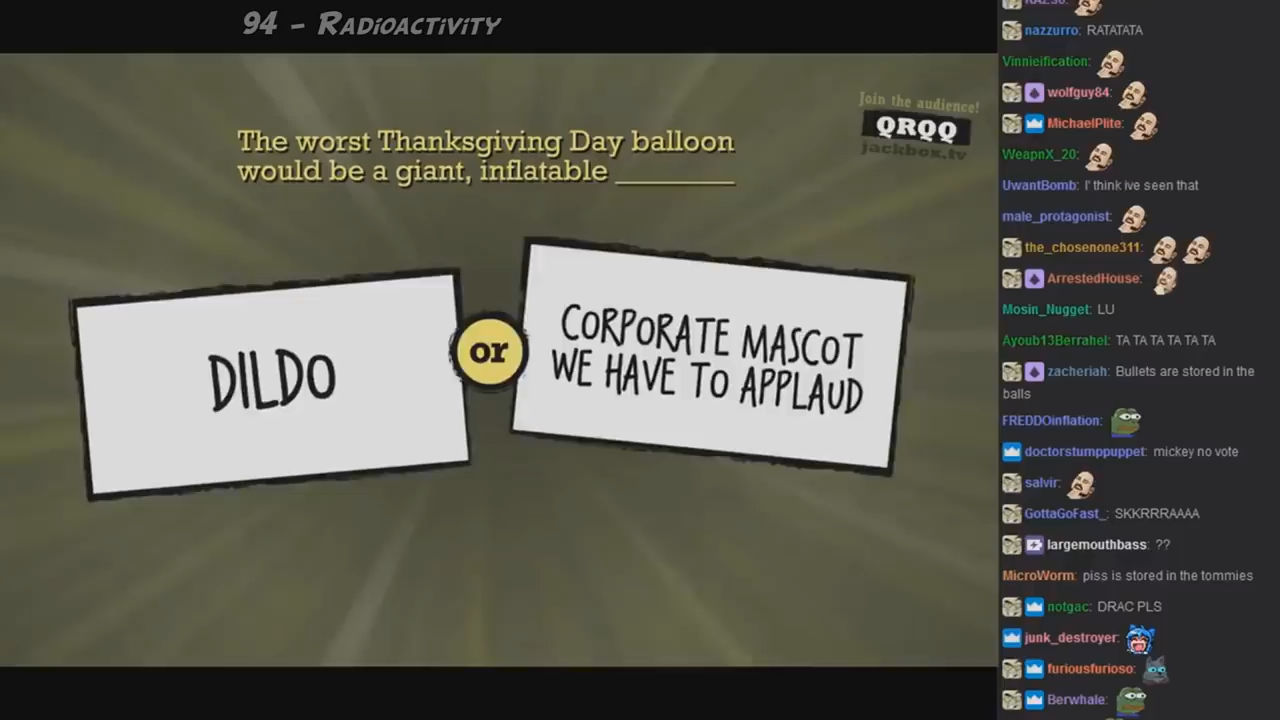 94 - Radioactivity
The worst Thanksgiving Day balloon
would be a giant, inflatable ________
Join the audience!
QRQQ
jackbox.tv
DILDO
or
CORPORATE MASCOT
WE HAVE TO APPLAUD
nazzurro: RATATATA
Vinnieification:
wolfguy84:
MichaelPlite:
WeapnX_20:
UwantBomb: I'think ive seen that
male_protagonist:
the_chosenone311:
ArrestedHouse:
Mosin_Nugget: LU
Ayoub13Berrahel: TA TA TA TA TA TA
zacheriah: Bullets are stored in the
balls
FREDDOinflation:
doctorstumppuppet: mickey no vote
salvir:
GottaGoFast_: SKKRRRAAAA
largemouthbass: ??
MicroWorm: piss is stored in the tommies
notgac: DRAC PLS
junk_destroyer:
furiousfurioso:
Berwhale: